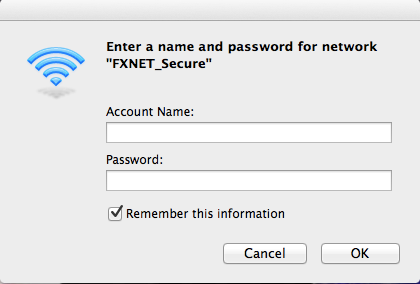 Enter a name and password for network
"FXNET_Secure"
Account Name:
Password:
Remember this information
Cancel
OK